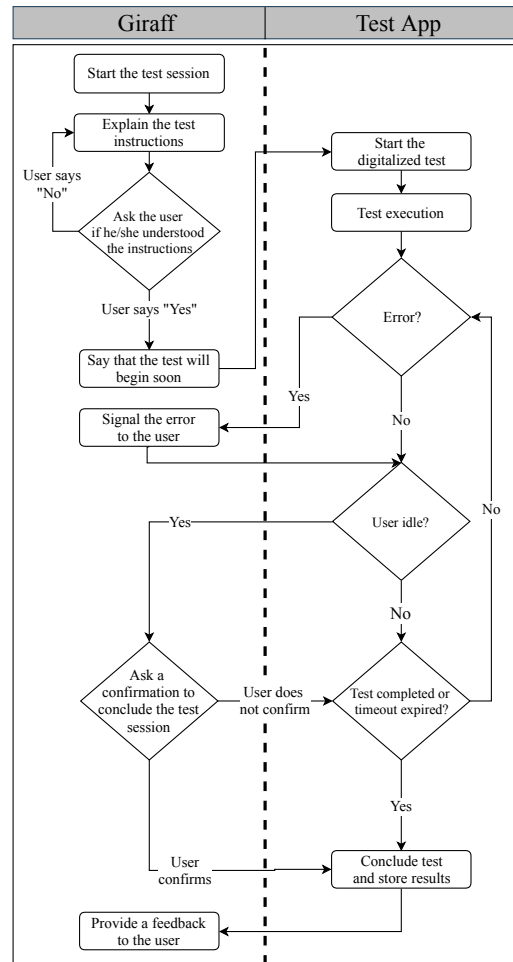 Giraff
Test App
Start the test session
Explain the test
instructions
User says
"No"
Ask the user
if he/she understood
the instructions
User says "Yes"
Say that the test will
begin soon
Start the
digitalized test
Test execution
Error?
Yes
No
Signal the error
to the user
User idle?
Yes
No
No
Ask a
confirmation to
conclude the test
session
User does
not confirm
Test completed or
timeout expired?
Yes
User
confirms
Conclude test
and store results
Provide a feedback
to the user